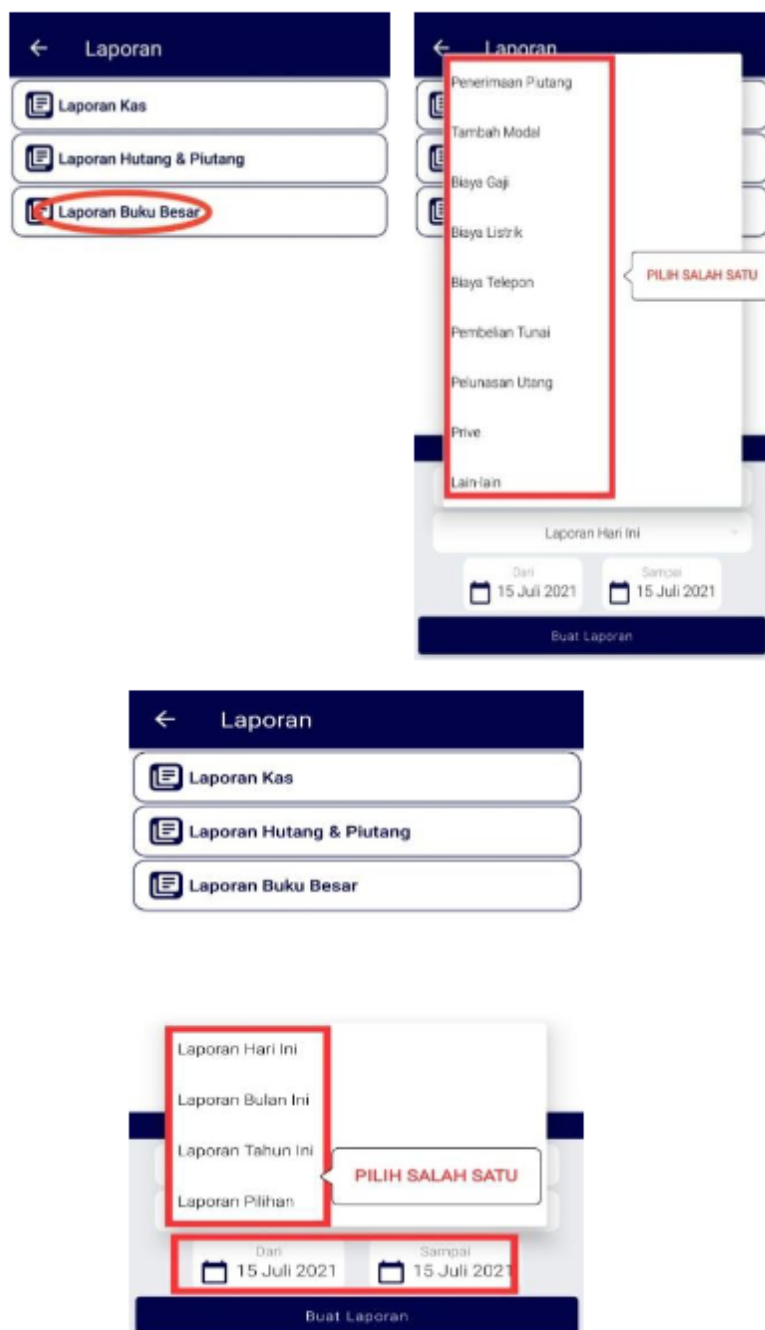 ← Laporan
Laporan Kas
Laporan Hutang & Piutang
Laporan Buku Besar
← Laporan
Penerimaan Piutang
Tambah Modal
Biaya Gaji
Biaya Listrik
Biaya Telepon
PILIH SALAH SATU
Pembelian Tunai
Pelunasan Utang
Prive
Lain-lain
Laporan Hari Ini
Dari
Sampai
15 Juli 2021
15 Juli 2021
Buat Laporan
← Laporan
Laporan Kas
Laporan Hutang & Piutang
Laporan Buku Besar
Laporan Hari Ini
Laporan Bulan Ini
Laporan Tahun Ini
PILIH SALAH SATU
Laporan Pilihan
Dari
Sampai
15 Juli 2021
15 Juli 2021
Buat Laporan